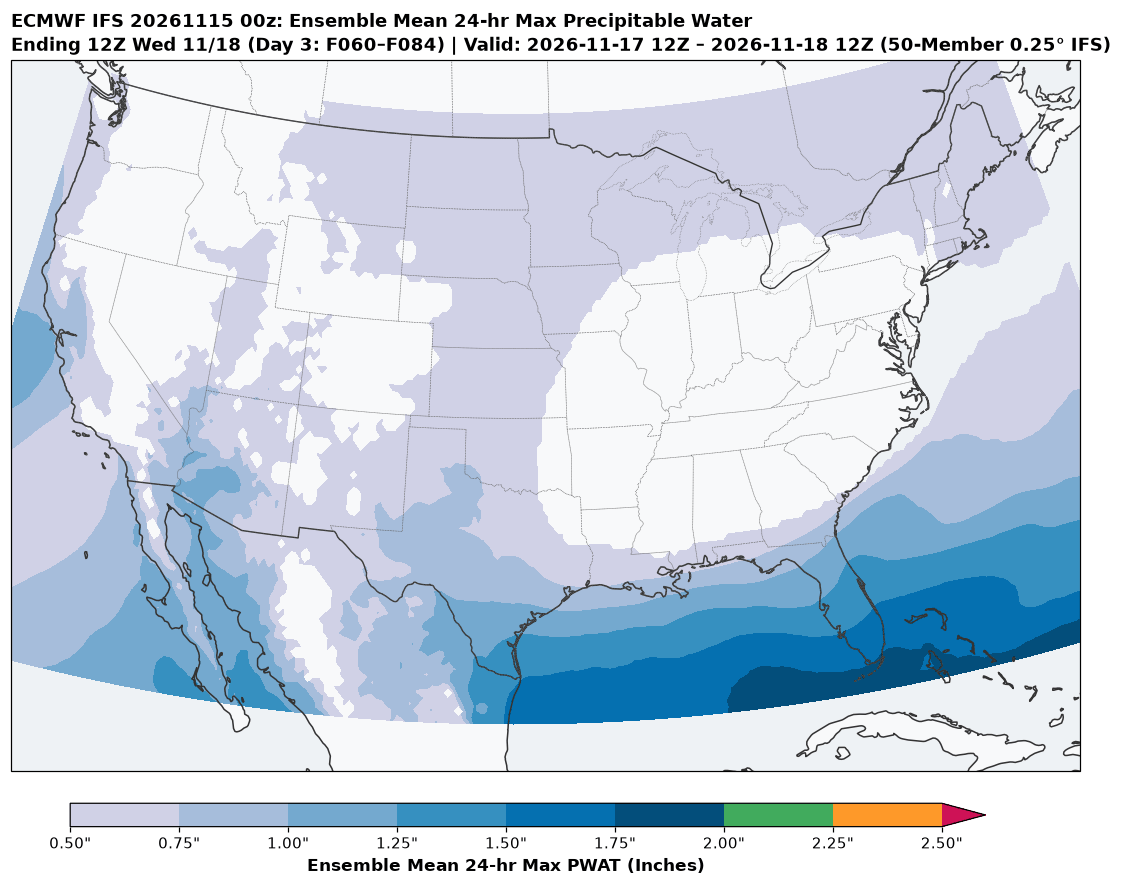 ECMWF IFS 20261115 00z: Ensemble Mean 24-hr Max Precipitable Water
Ending 12Z Wed 11/18 (Day 3: F060–F084) | Valid: 2026-11-17 12Z – 2026-11-18 12Z (50-Member 0.25° IFS)
0.50" 0.75" 1.00" 1.25" 1.50" 1.75" 2.00" 2.25" 2.50"
Ensemble Mean 24-hr Max PWAT (Inches)